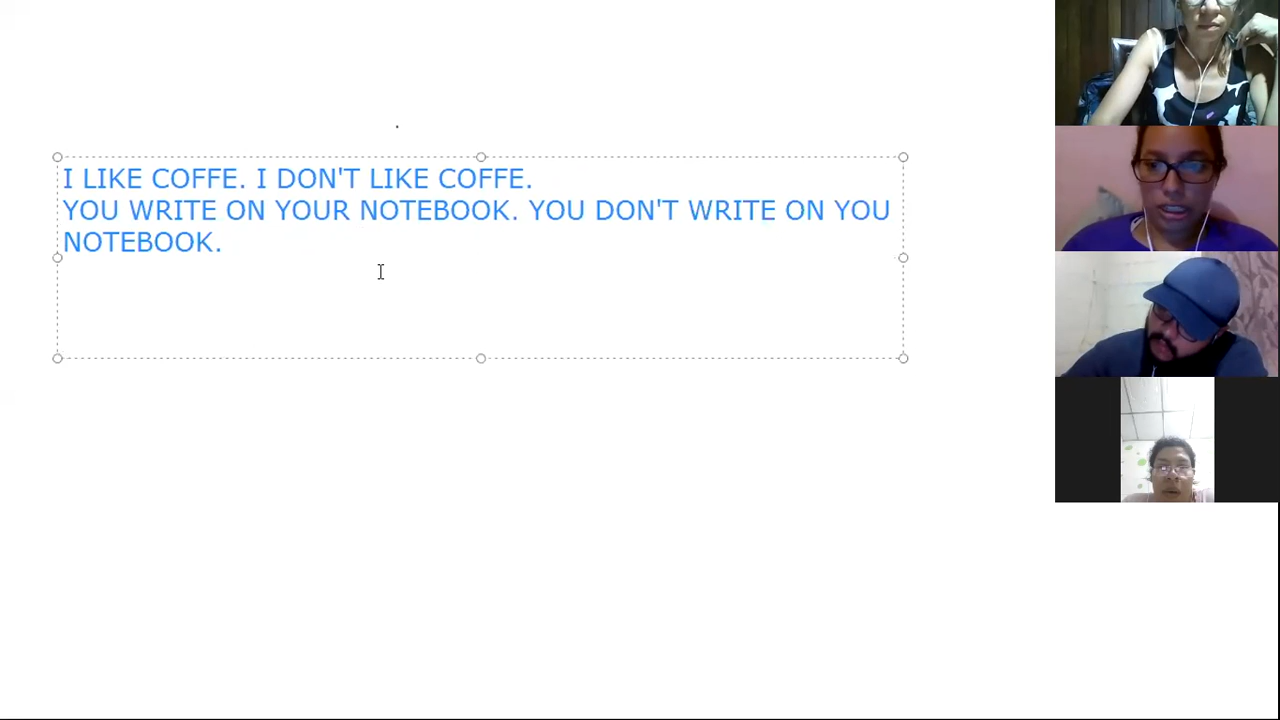 I LIKE COFFE. I DON'T LIKE COFFE.
YOU WRITE ON YOUR NOTEBOOK. YOU DON'T WRITE ON YOU
NOTEBOOK.